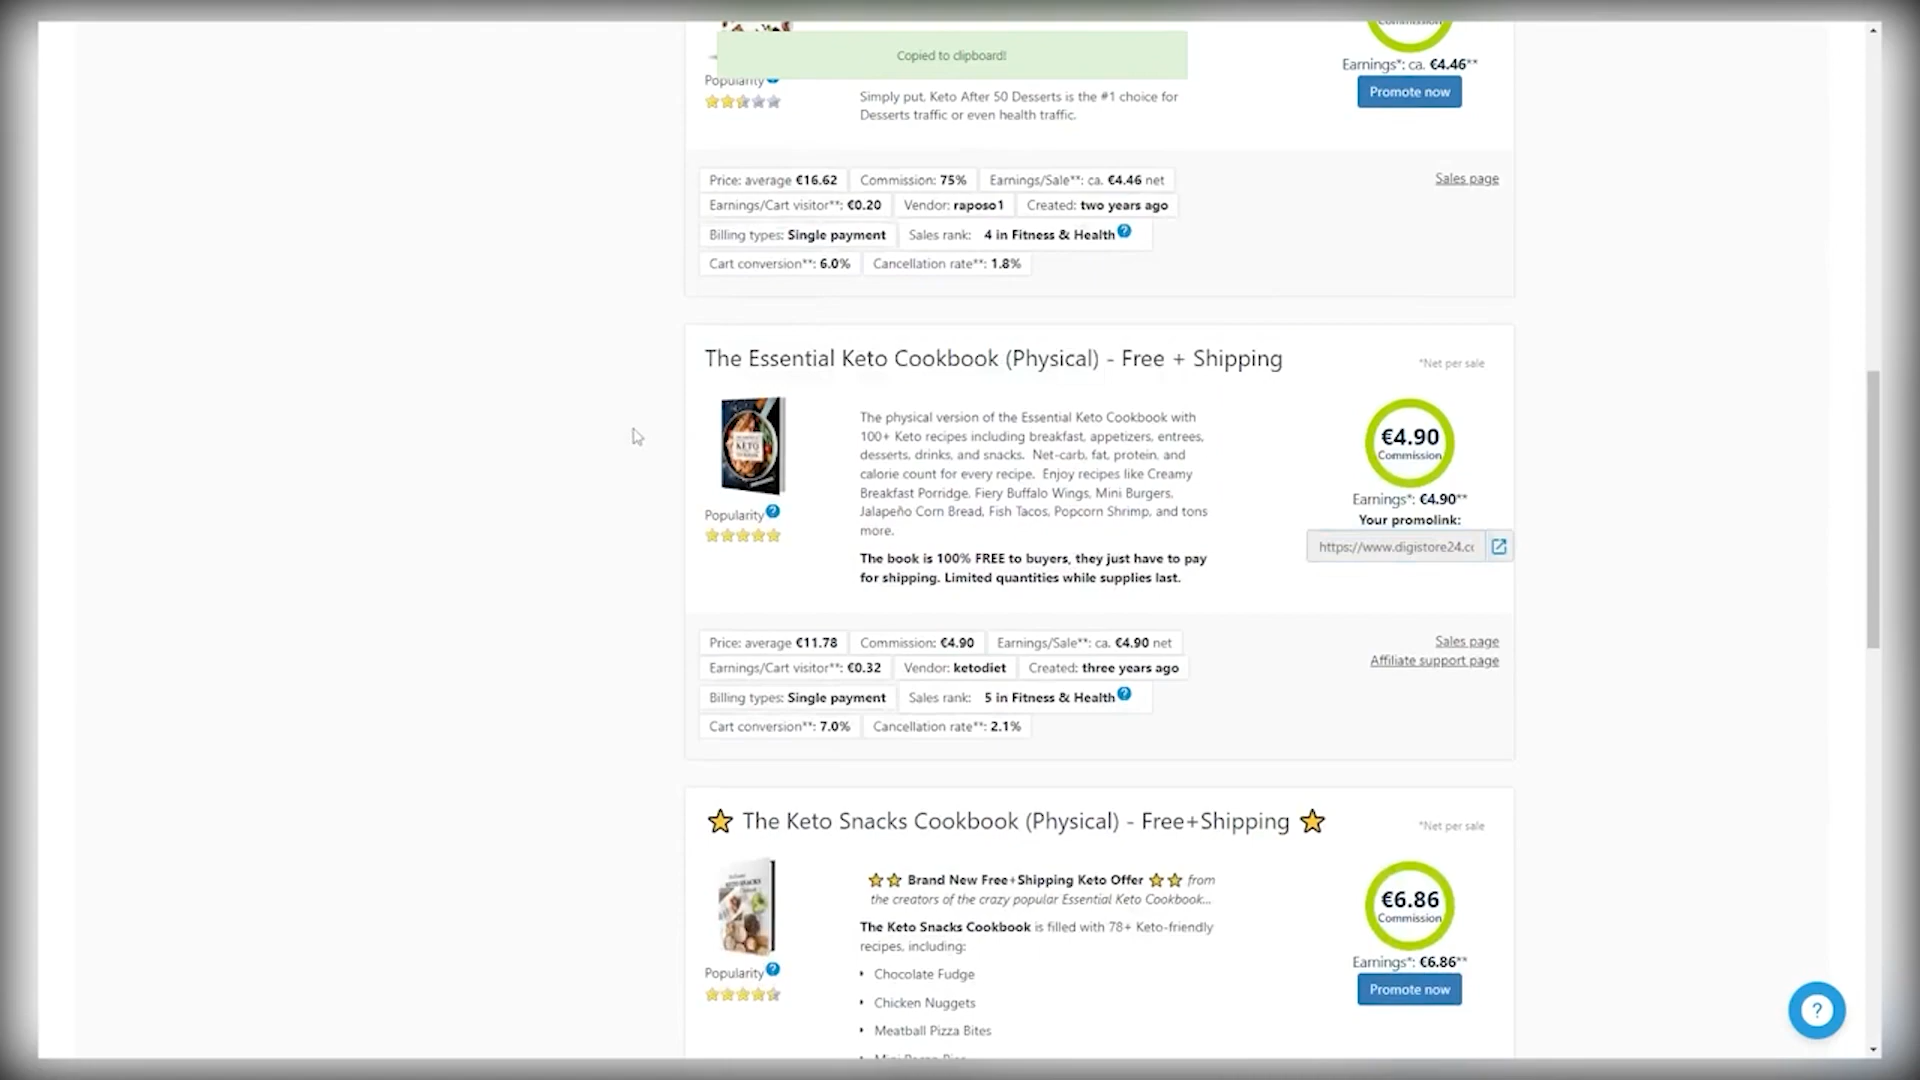 Commission
Copied to clipboard!
Earnings*: ca. €4.46**
Popularity
Promote now
Simply put, Keto After 50 Desserts is the #1 choice for
Desserts traffic or even health traffic.
Price: average €16.62
Commission: 75%
Earnings/Sale**: ca. €4.46 net
Sales page
Earnings/Cart visitor**: €0.20
Vendor: raposo1
Created: two years ago
Billing types: Single payment
Sales rank: 4 in Fitness & Health ?
Cart conversion**: 6.0%
Cancellation rate**: 1.8%
The Essential Keto Cookbook (Physical) - Free + Shipping
*Net per sale
The physical version of the Essential Keto Cookbook with
100+ Keto recipes including breakfast, appetizers, entrees,
desserts, drinks, and snacks. Net-carb, fat, protein, and
calorie count for every recipe. Enjoy recipes like Creamy
Breakfast Porridge, Fiery Buffalo Wings, Mini Burgers,
Jalapeño Corn Bread, Fish Tacos, Popcorn Shrimp, and tons
more.
The book is 100% FREE to buyers, they just have to pay
for shipping. Limited quantities while supplies last.
KETO
Popularity ?
€4.90
Commission
Earnings*: €4.90**
Your promolink:
https://www.digistore24.cc
Price: average €11.78
Commission: €4.90
Earnings/Sale**: ca. €4.90 net
Sales page
Earnings/Cart visitor**: €0.32
Vendor: ketodiet
Created: three years ago
Affiliate support page
Billing types: Single payment
Sales rank: 5 in Fitness & Health ?
Cart conversion**: 7.0%
Cancellation rate**: 2.1%
The Keto Snacks Cookbook (Physical) - Free+Shipping
*Net per sale
Brand New Free+Shipping Keto Offer from
the creators of the crazy popular Essential Keto Cookbook...
The Keto Snacks Cookbook is filled with 78+ Keto-friendly
recipes, including:
Chocolate Fudge
Chicken Nuggets
Meatball Pizza Bites
KETO SNACKS
Popularity ?
€6.86
Commission
Earnings*: €6.86**
Promote now
?